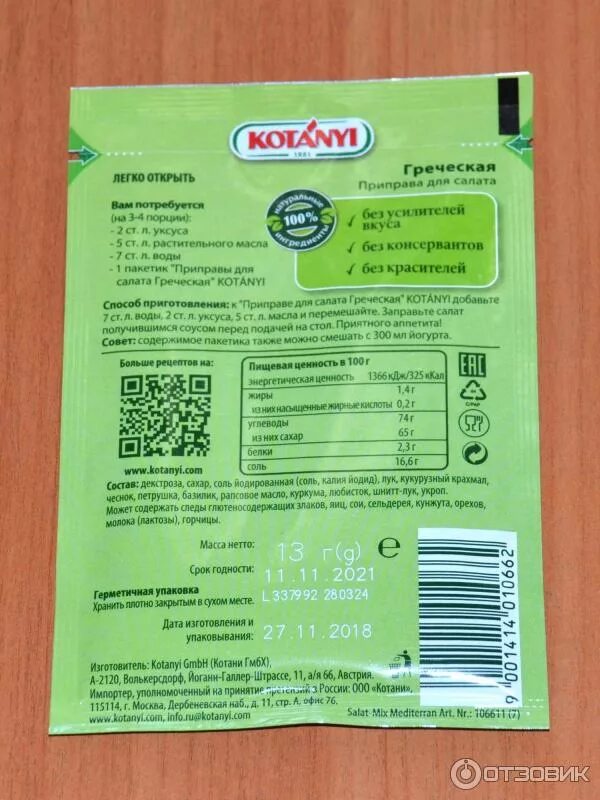 KOTÁNYI
1881
Греческая
Приправа для салата
ЛЕГКО ОТКРЫТЬ
Вам потребуется
(на 3-4 порции):
- 2 ст. л. уксуса
- 5 ст. л. растительного масла
- 7 ст. л. воды
- 1 пакетик "Приправы для
салата Греческая" KOTÁNYI
натуральные
100%
ингредиенты
✓ без усилителей
вкуса
✓ без консервантов
✓ без красителей
Способ приготовления: к "Приправе для салата Греческая" KOTÁNYI добавьте
7 ст. л. воды, 2 ст. л. уксуса, 5 ст. л. масла и перемешайте. Заправьте салат
получившимся соусом перед подачей на стол. Приятного аппетита!
Совет: содержимое пакетика также можно смешать с 300 мл йогурта.
Больше рецептов на:
www.kotanyi.com
Пищевая ценность в 100 г
энергетическая ценность 1366 кДж/325 кКал
жиры 1,4 г
из них насыщенные жирные кислоты 0,2 г
углеводы 74 г
из них сахар 65 г
белки 2,3 г
соль 16,6 г
EAC
C/PAP
Состав: декстроза, сахар, соль йодированная (соль, калия йодид), лук, кукурузный крахмал,
чеснок, петрушка, базилик, рапсовое масло, куркума, любисток, шнитт-лук, укроп.
Может содержать следы глютеносодержащих злаков, яиц, сои, сельдерея, кунжута, орехов,
молока (лактозы), горчицы.
Масса нетто: 13 г(g) ℮
Срок годности: 11.11.2021
L337992 280324
Герметичная упаковка
Хранить плотно закрытым в сухом месте.
Дата изготовления и
упаковывания: 27.11.2018
9 001414 010662
Изготовитель: Kotanyi GmbH (Котани ГмбХ),
А-2120, Волькерсдорф, Йоганн-Галлер-Штрассе, 11, а/я 66, Австрия.
Импортер, уполномоченный на принятие претензий в России: ООО «Котани»,
115114, г. Москва, Дербеневская наб., д. 11, стр. А, офис 76.
www.kotanyi.com, info.ru@kotanyi.com
Salat-Mix Mediterran Art. Nr.: 106611 (7)
ОТЗОВИК